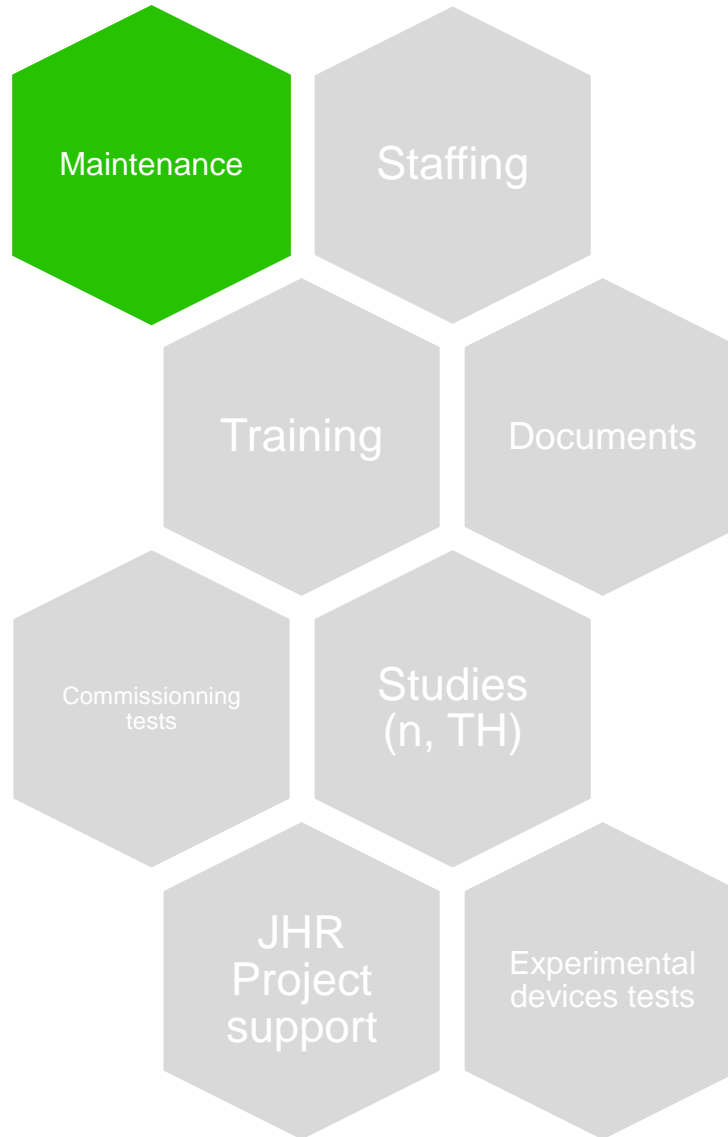 Maintenance
Staffing
Training
Documents
Commissionning
tests
Studies
(n, TH)
JHR
Project
support
Experimental
devices tests